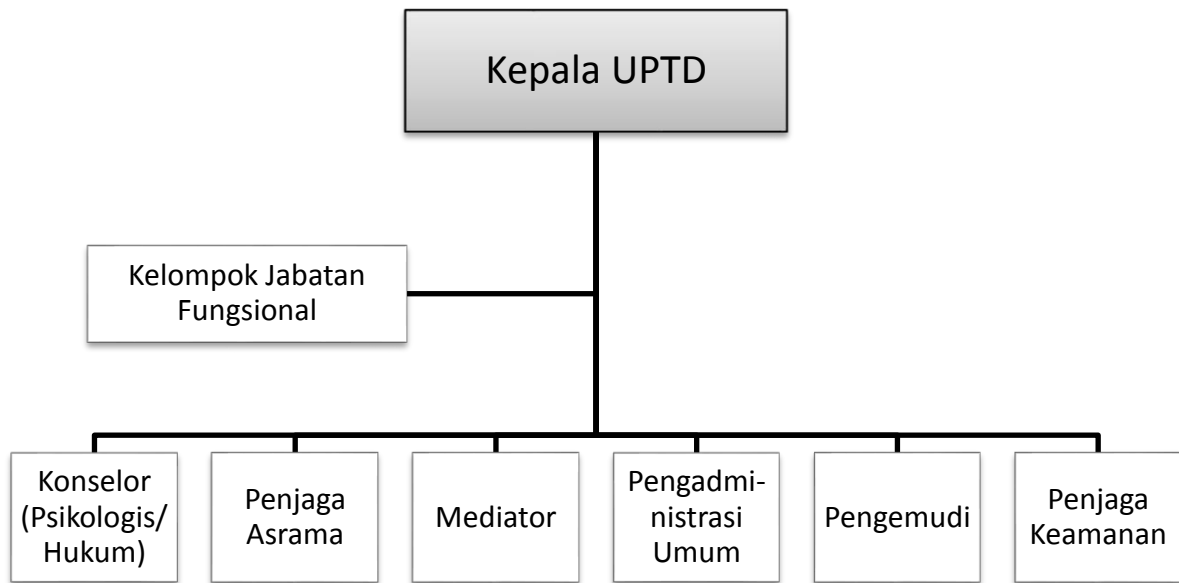 Kepala UPTD
Kelompok Jabatan
Fungsional
Konselor
(Psikologis/
Hukum)
Penjaga
Asrama
Mediator
Pengadmi-
nistrasi
Umum
Pengemudi
Penjaga
Keamanan